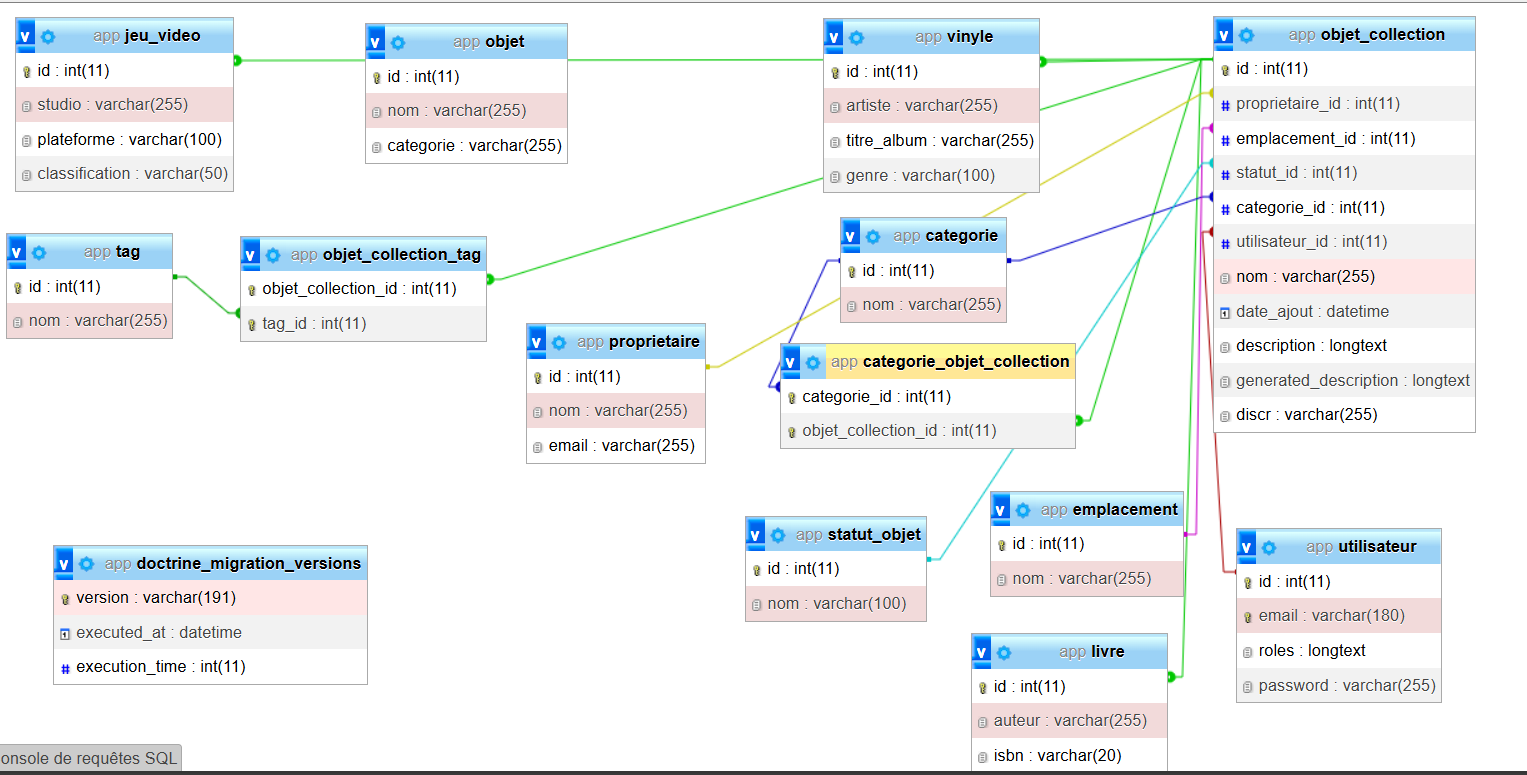 app jeu_video
id : int(11)
studio : varchar(255)
plateforme : varchar(100)
classification : varchar(50)
app objet
id : int(11)
nom : varchar(255)
categorie : varchar(255)
app vinyle
id : int(11)
artiste : varchar(255)
titre_album : varchar(255)
genre : varchar(100)
app objet_collection
id : int(11)
proprietaire_id : int(11)
emplacement_id : int(11)
statut_id : int(11)
categorie_id : int(11)
utilisateur_id : int(11)
nom : varchar(255)
date_ajout : datetime
description : longtext
generated_description : longtext
discr : varchar(255)
app tag
id : int(11)
nom : varchar(255)
app objet_collection_tag
objet_collection_id : int(11)
tag_id : int(11)
app categorie
id : int(11)
nom : varchar(255)
app proprietaire
id : int(11)
nom : varchar(255)
email : varchar(255)
app categorie_objet_collection
categorie_id : int(11)
objet_collection_id : int(11)
app statut_objet
id : int(11)
nom : varchar(100)
app emplacement
id : int(11)
nom : varchar(255)
app utilisateur
id : int(11)
email : varchar(180)
roles : longtext
password : varchar(255)
app doctrine_migration_versions
version : varchar(191)
executed_at : datetime
execution_time : int(11)
app livre
id : int(11)
auteur : varchar(255)
isbn : varchar(20)
onsole de requêtes SQL